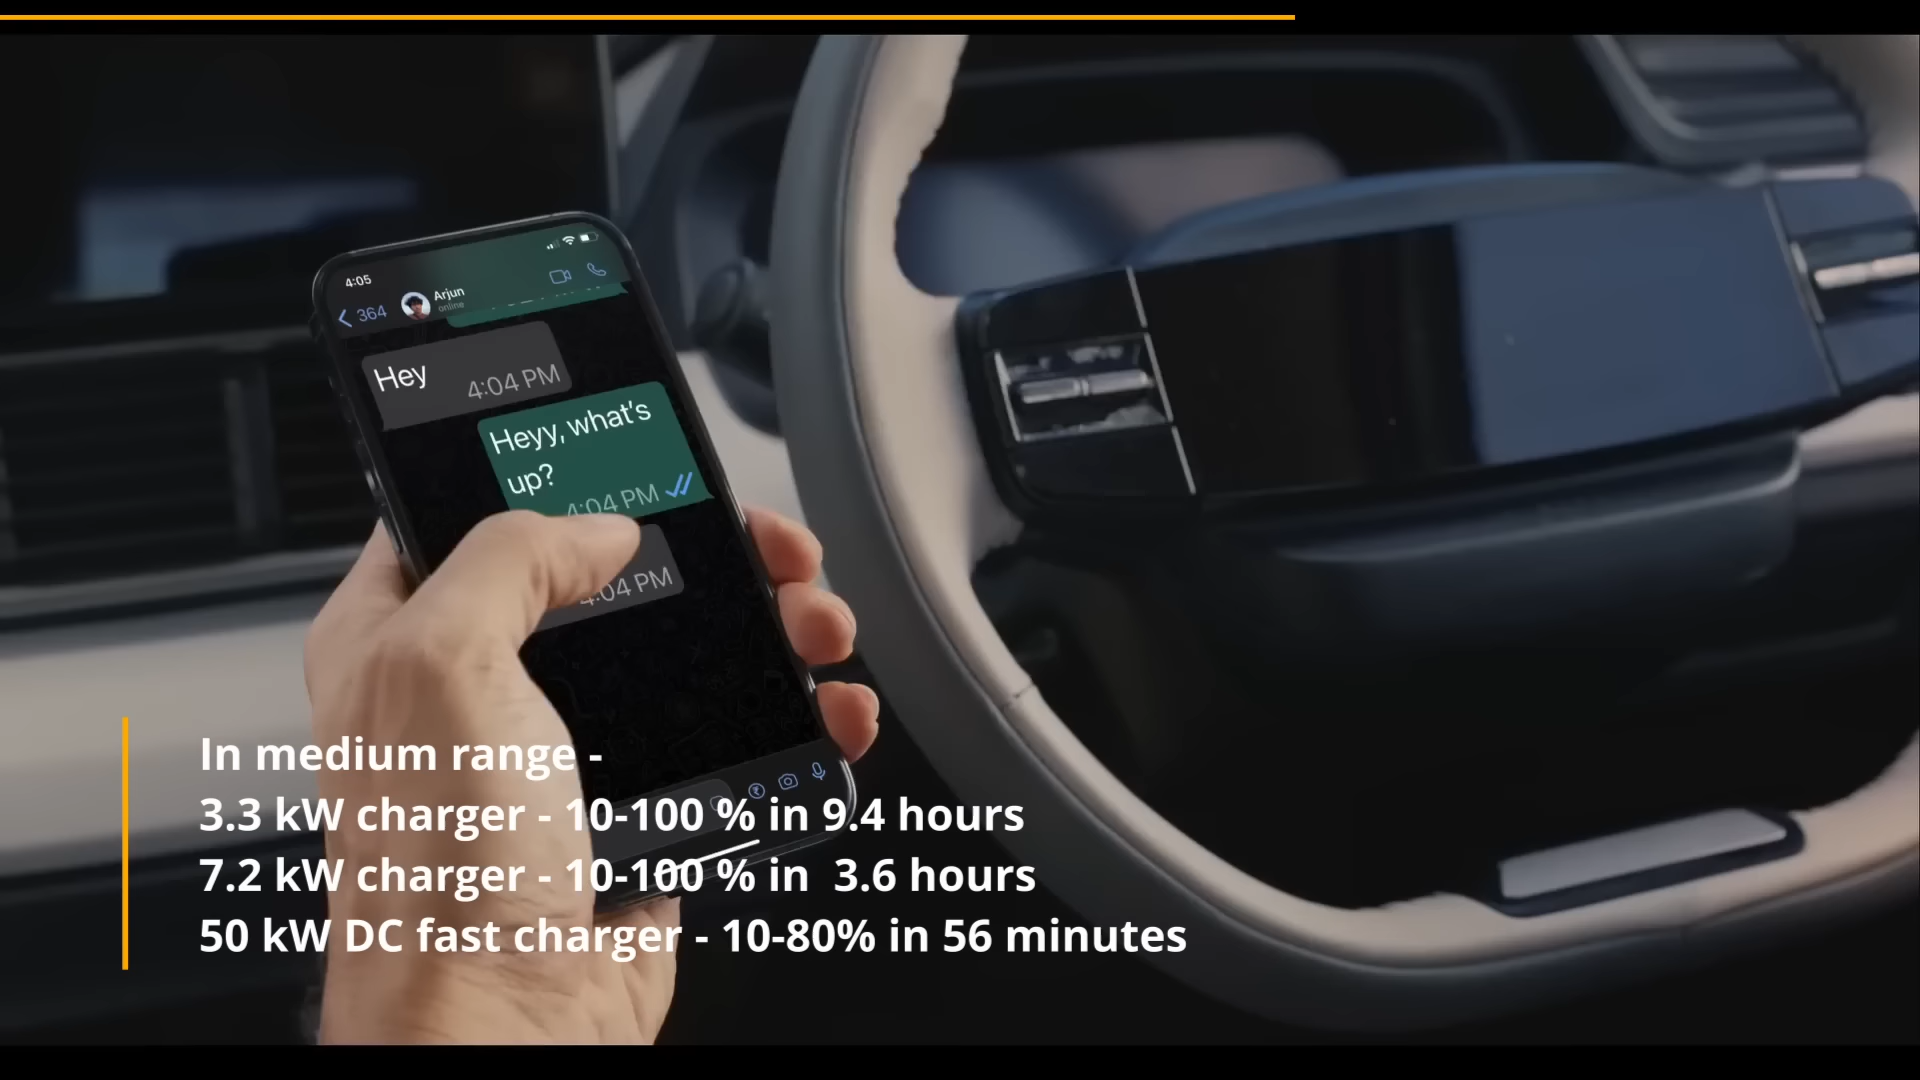 4:05
364
Arjun
online
Hey
4:04 PM
Heyy, what's
up?
4:04 PM
4:04 PM
In medium range -
3.3 kW charger - 10-100 % in 9.4 hours
7.2 kW charger - 10-100 % in  3.6 hours
50 kW DC fast charger - 10-80% in 56 minutes